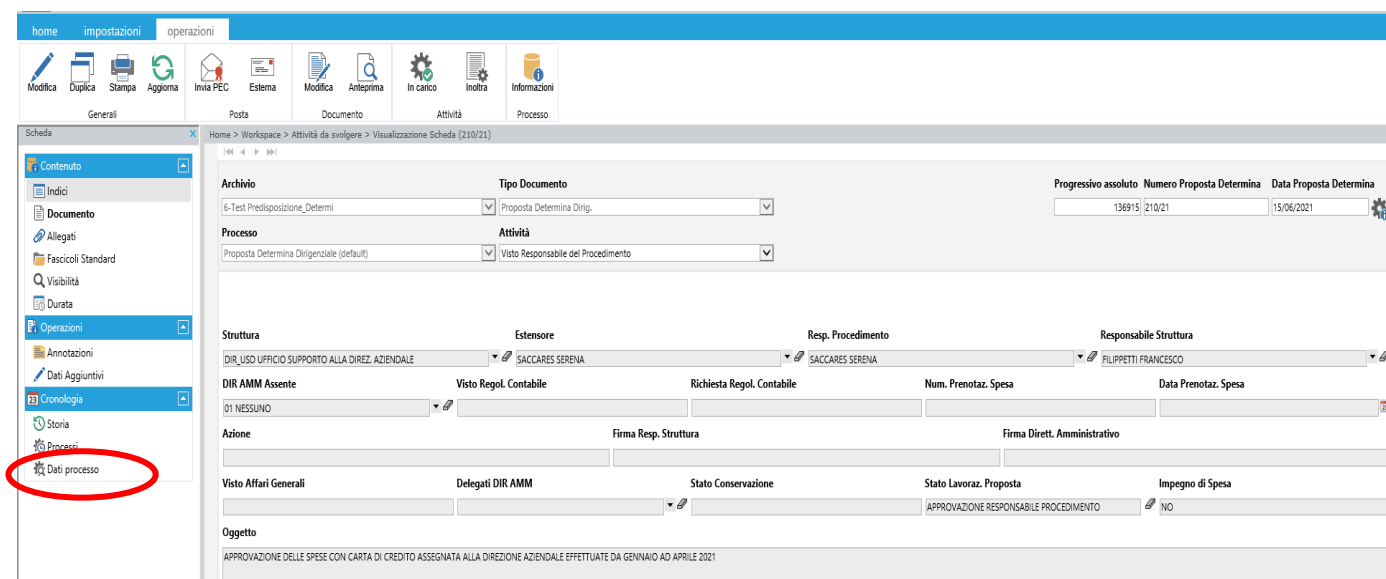 home impostazioni operazioni
Modifica Duplica Stampa Aggiorna Invia PEC Esterna Modifica Anteprima In carico Inoltra Informazioni
Generali Posta Documento Attività Processo
Scheda X Home > Workspace > Attività da svolgere > Visualizzazione Scheda (210/21)
Contenuto
Indici
Documento
Allegati
Fascicoli Standard
Visibilità
Durata
Operazioni
Annotazioni
Dati Aggiuntivi
23 Cronologia
Storia
Processi
Dati processo
Archivio Tipo Documento Progressivo assoluto Numero Proposta Determina Data Proposta Determina
6-Test Predisposizione_Determi Proposta Determina Dirig. 136915 210/21 15/06/2021
Processo Attività
Proposta Determina Dirigenziale (default) Visto Responsabile del Procedimento
Struttura Estensore Resp. Procedimento Responsabile Struttura
DIR_USD UFFICIO SUPPORTO ALLA DIREZ. AZIENDALE SACCARES SERENA SACCARES SERENA FILIPPETTI FRANCESCO
DIR AMM Assente Visto Regol. Contabile Richiesta Regol. Contabile Num. Prenotaz. Spesa Data Prenotaz. Spesa
01 NESSUNO
Azione Firma Resp. Struttura Firma Dirett. Amministrativo
Visto Affari Generali Delegati DIR AMM Stato Conservazione Stato Lavoraz. Proposta Impegno di Spesa
APPROVAZIONE RESPONSABILE PROCEDIMENTO NO
Oggetto
APPROVAZIONE DELLE SPESE CON CARTA DI CREDITO ASSEGNATA ALLA DIREZIONE AZIENDALE EFFETTUATE DA GENNAIO AD APRILE 2021